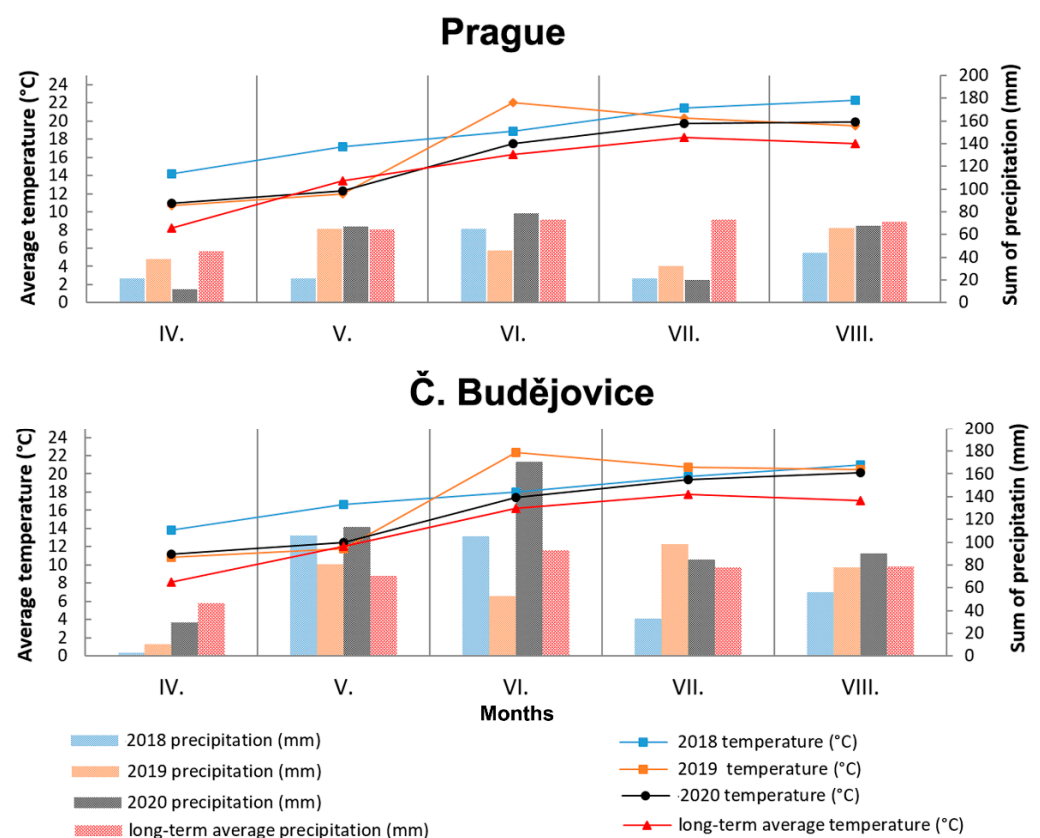 Prague
Average temperature (°C)
24
22
20
18
16
14
12
10
8
6
4
2
0
200
180
160
140
120
100
80
60
40
20
0
Sum of precipitation (mm)
IV. V. VI. VII. VIII.
Č. Budějovice
Average temperature (°C)
24
22
20
18
16
14
12
10
8
6
4
2
0
200
180
160
140
120
100
80
60
40
20
0
Sum of precipitatin (mm)
IV. V. VI. VII. VIII.
Months
2018 precipitation (mm)
2019 precipitation (mm)
2020 precipitation (mm)
long-term average precipitation (mm)
2018 temperature (°C)
2019 temperature (°C)
2020 temperature (°C)
long-term average temperature (°C)